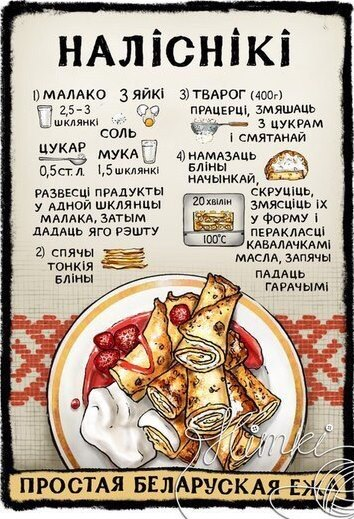 НАЛІСНІКІ
1) МАЛАКО 3 ЯЙКІ
2,5-3
ШКЛЯНКІ
СОЛЬ
ЦУКАР МУКА
0,5 СТ. Л. 1,5 ШКЛЯНКІ
РАЗВЕСЦІ ПРАДУКТЫ
У АДНОЙ ШКЛЯНЦЫ
МАЛАКА, ЗАТЫМ
ДАДАЦЬ ЯГО РЭШТУ
2) СПЯЧЫ
ТОНКІЯ
БЛІНЫ
3) ТВАРОГ (400г)
ПРАЦЕРЦІ, ЗМЯШАЦЬ
З ЦУКРАМ
І СМЯТАНАЙ
4) НАМАЗАЦЬ
БЛІНЫ
НАЧЫНКАЙ,
СКРУЦІЦЬ,
ЗМЯСЦІЦЬ ІХ
У ФОРМУ І
ПЕРАКЛАСЦІ
КАВАЛАЧКАМІ
МАСЛА, ЗАПЯЧЫ
20 ХВІЛІН
100°C
ПАДАЦЬ
ГАРАЧЫМІ
ПРОСТАЯ БЕЛАРУСКАЯ ЕЖА